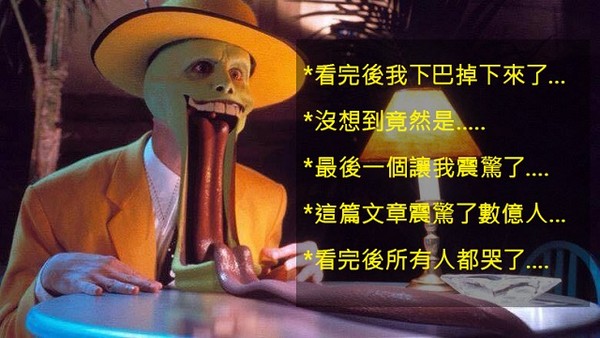 *看完後我下巴掉下來了...
*沒想到竟然是.....
*最後一個讓我震驚了....
*這篇文章震驚了數億人...
*看完後所有人都哭了....